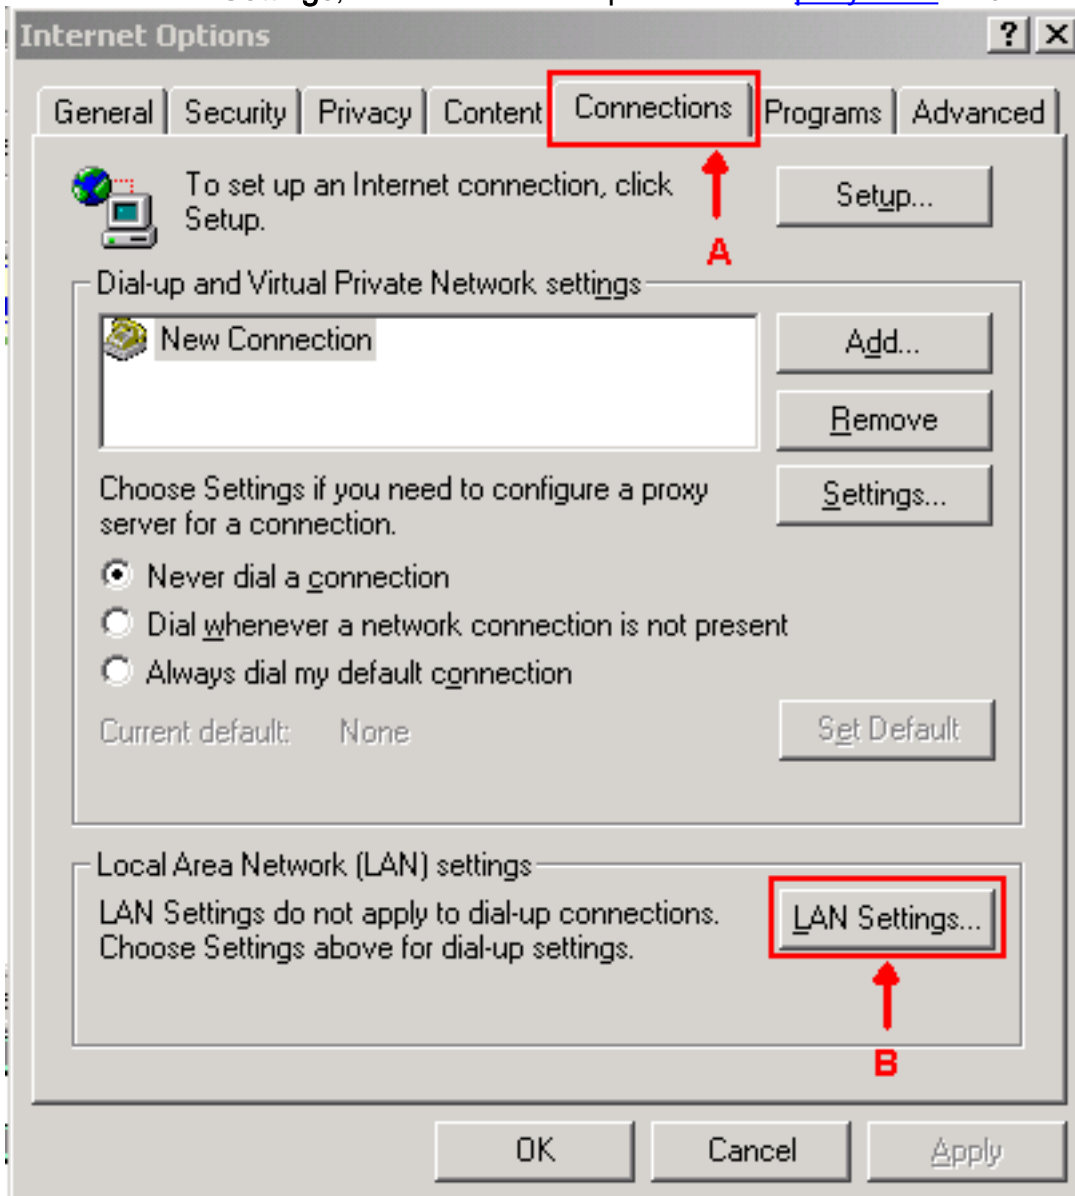 Settings,
Internet Options
General Security Privacy Content Connections Programs Advanced
To set up an Internet connection, click
Setup.
Setup...
A
Dial-up and Virtual Private Network settings
New Connection
Add...
Remove
Choose Settings if you need to configure a proxy
server for a connection.
Settings...
Never dial a connection
Dial whenever a network connection is not present
Always dial my default connection
Current default: None
Set Default
Local Area Network (LAN) settings
LAN Settings do not apply to dial-up connections.
Choose Settings above for dial-up settings.
LAN Settings...
B
OK Cancel Apply